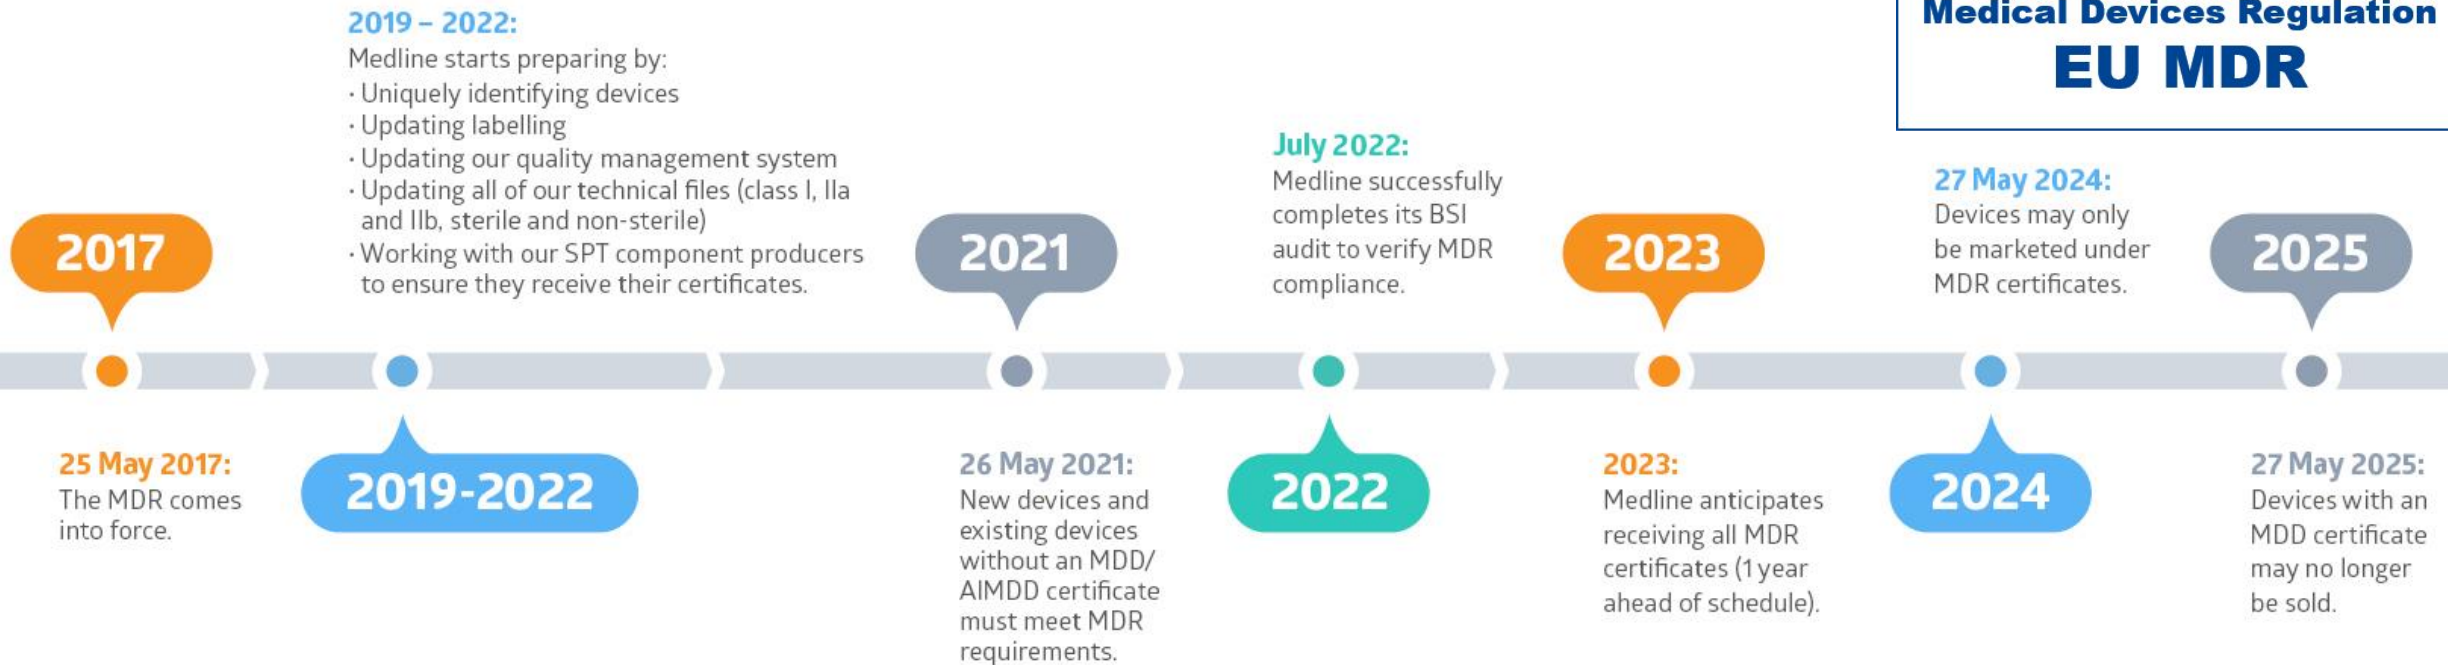 Medical Devices Regulation
EU MDR
2019 – 2022:
Medline starts preparing by:
· Uniquely identifying devices
· Updating labelling
· Updating our quality management system
· Updating all of our technical files (class I, IIa
and IIb, sterile and non-sterile)
· Working with our SPT component producers
to ensure they receive their certificates.
July 2022:
Medline successfully
completes its BSI
audit to verify MDR
compliance.
27 May 2024:
Devices may only
be marketed under
MDR certificates.
2017
2021
2023
2025
25 May 2017:
The MDR comes
into force.
2019-2022
26 May 2021:
New devices and
existing devices
without an MDD/
AIMDD certificate
must meet MDR
requirements.
2022
2023:
Medline anticipates
receiving all MDR
certificates (1 year
ahead of schedule).
2024
27 May 2025:
Devices with an
MDD certificate
may no longer
be sold.